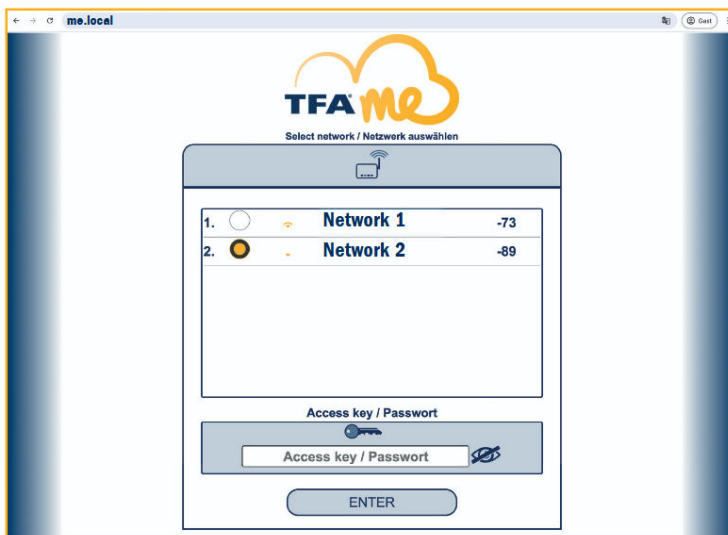 me.local
Gast
TFA me
Select network / Netzwerk auswählen
1. Network 1 -73
2. Network 2 -89
Access key / Passwort
Access key / Passwort
ENTER